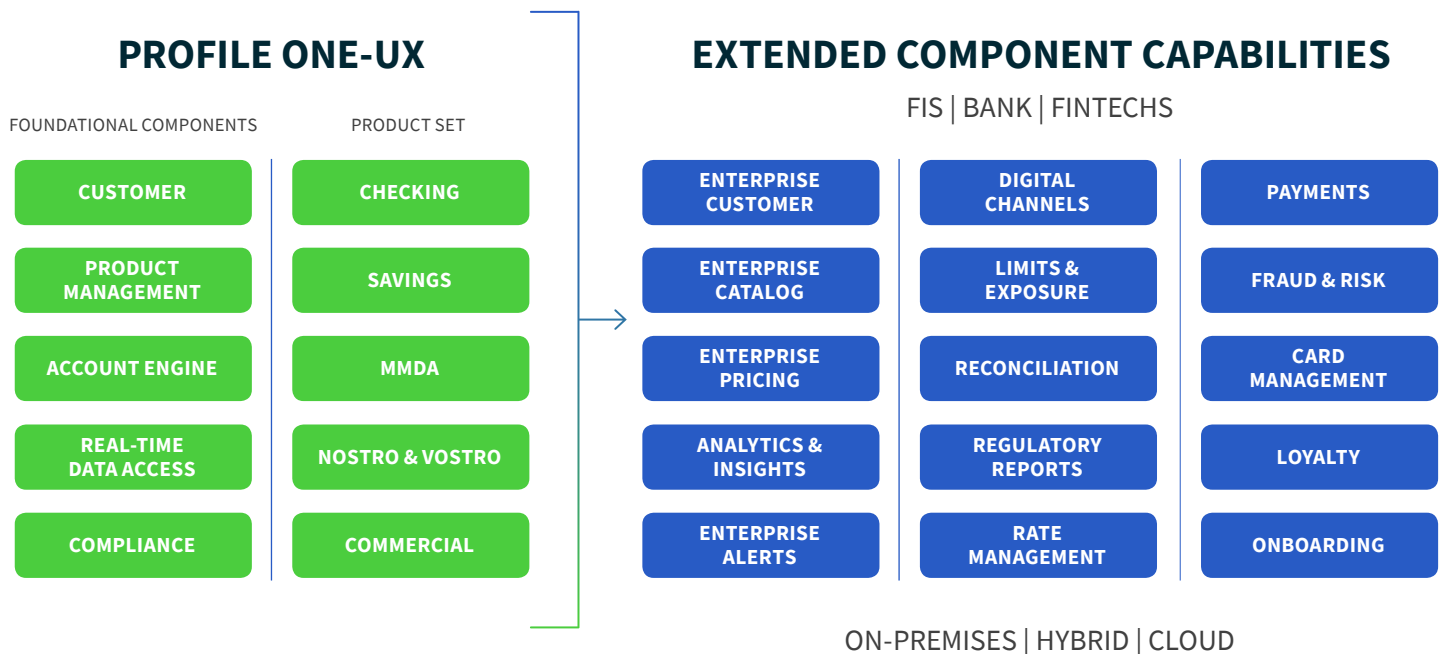 PROFILE ONE-UX
FOUNDATIONAL COMPONENTS
CUSTOMER
PRODUCT
MANAGEMENT
ACCOUNT ENGINE
REAL-TIME
DATA ACCESS
COMPLIANCE
PRODUCT SET
CHECKING
SAVINGS
MMDA
NOSTRO & VOSTRO
COMMERCIAL
EXTENDED COMPONENT CAPABILITIES
FIS | BANK | FINTECHS
ENTERPRISE
CUSTOMER
ENTERPRISE
CATALOG
ENTERPRISE
PRICING
ANALYTICS &
INSIGHTS
ENTERPRISE
ALERTS
DIGITAL
CHANNELS
LIMITS &
EXPOSURE
RECONCILIATION
REGULATORY
REPORTS
RATE
MANAGEMENT
PAYMENTS
FRAUD & RISK
CARD
MANAGEMENT
LOYALTY
ONBOARDING
ON-PREMISES | HYBRID | CLOUD